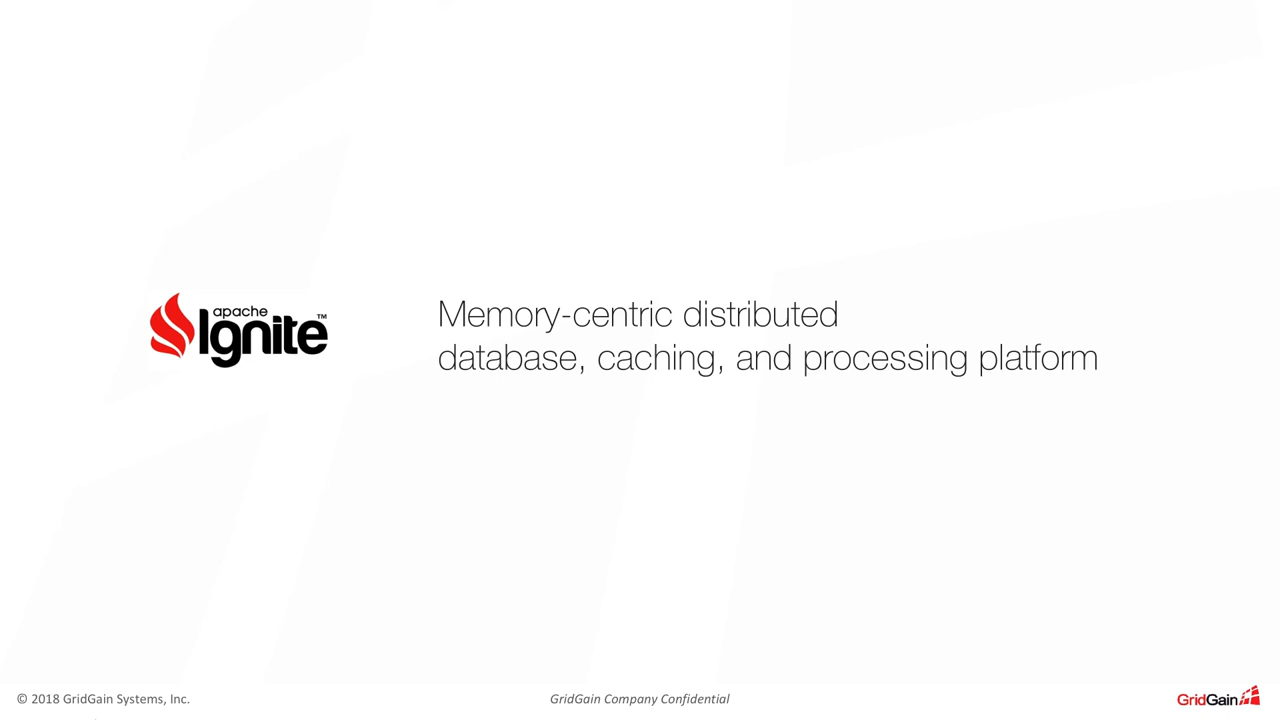 apache
Ignite™
Memory-centric distributed
database, caching, and processing platform
© 2018 GridGain Systems, Inc.
GridGain Company Confidential
GridGain